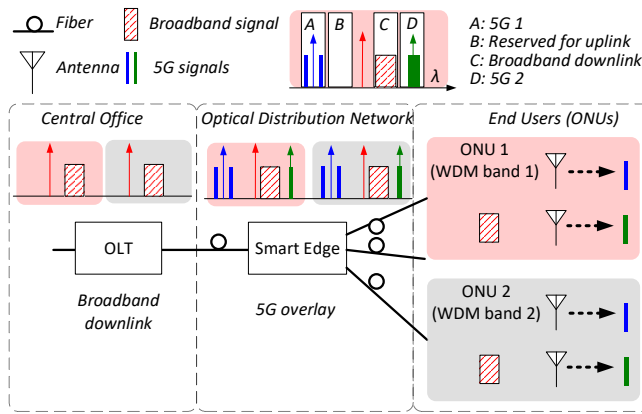 Fiber
Broadband signal
Antenna
5G signals
A B C D
λ
A: 5G 1
B: Reserved for uplink
C: Broadband downlink
D: 5G 2
Central Office
Optical Distribution Network
End Users (ONUs)
ONU 1
(WDM band 1)
OLT
Smart Edge
Broadband
downlink
5G overlay
ONU 2
(WDM band 2)